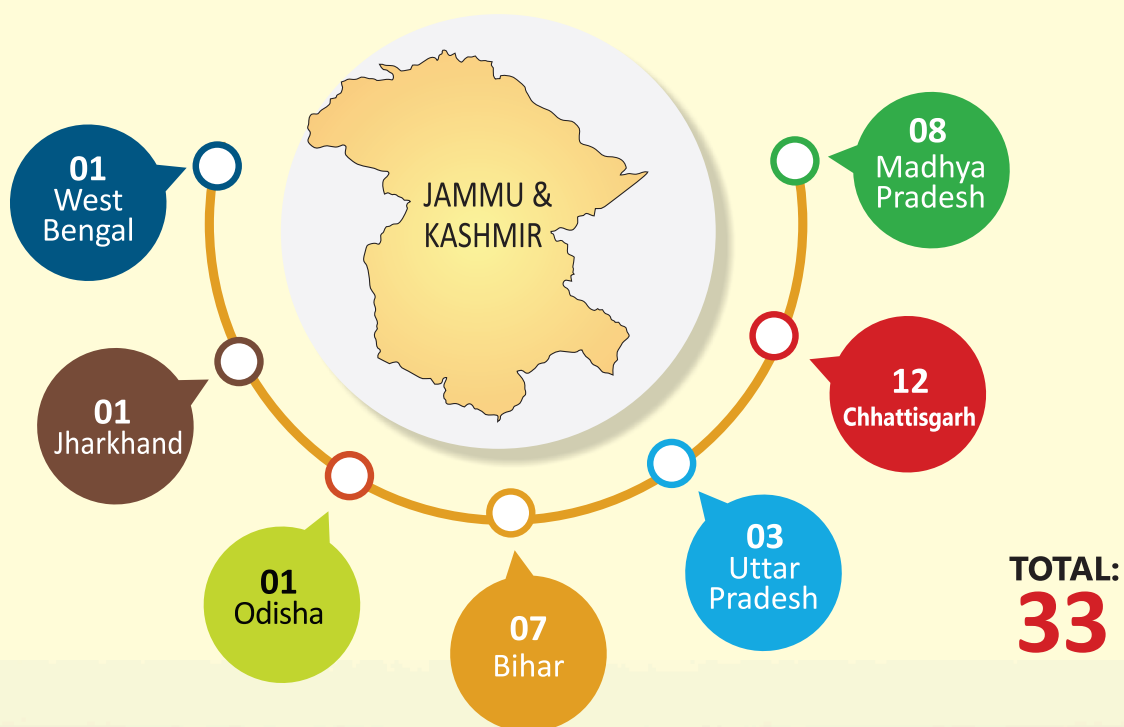 JAMMU &
KASHMIR
01
West
Bengal
01
Jharkhand
01
Odisha
07
Bihar
03
Uttar
Pradesh
12
Chhattisgarh
08
Madhya
Pradesh
TOTAL:
33